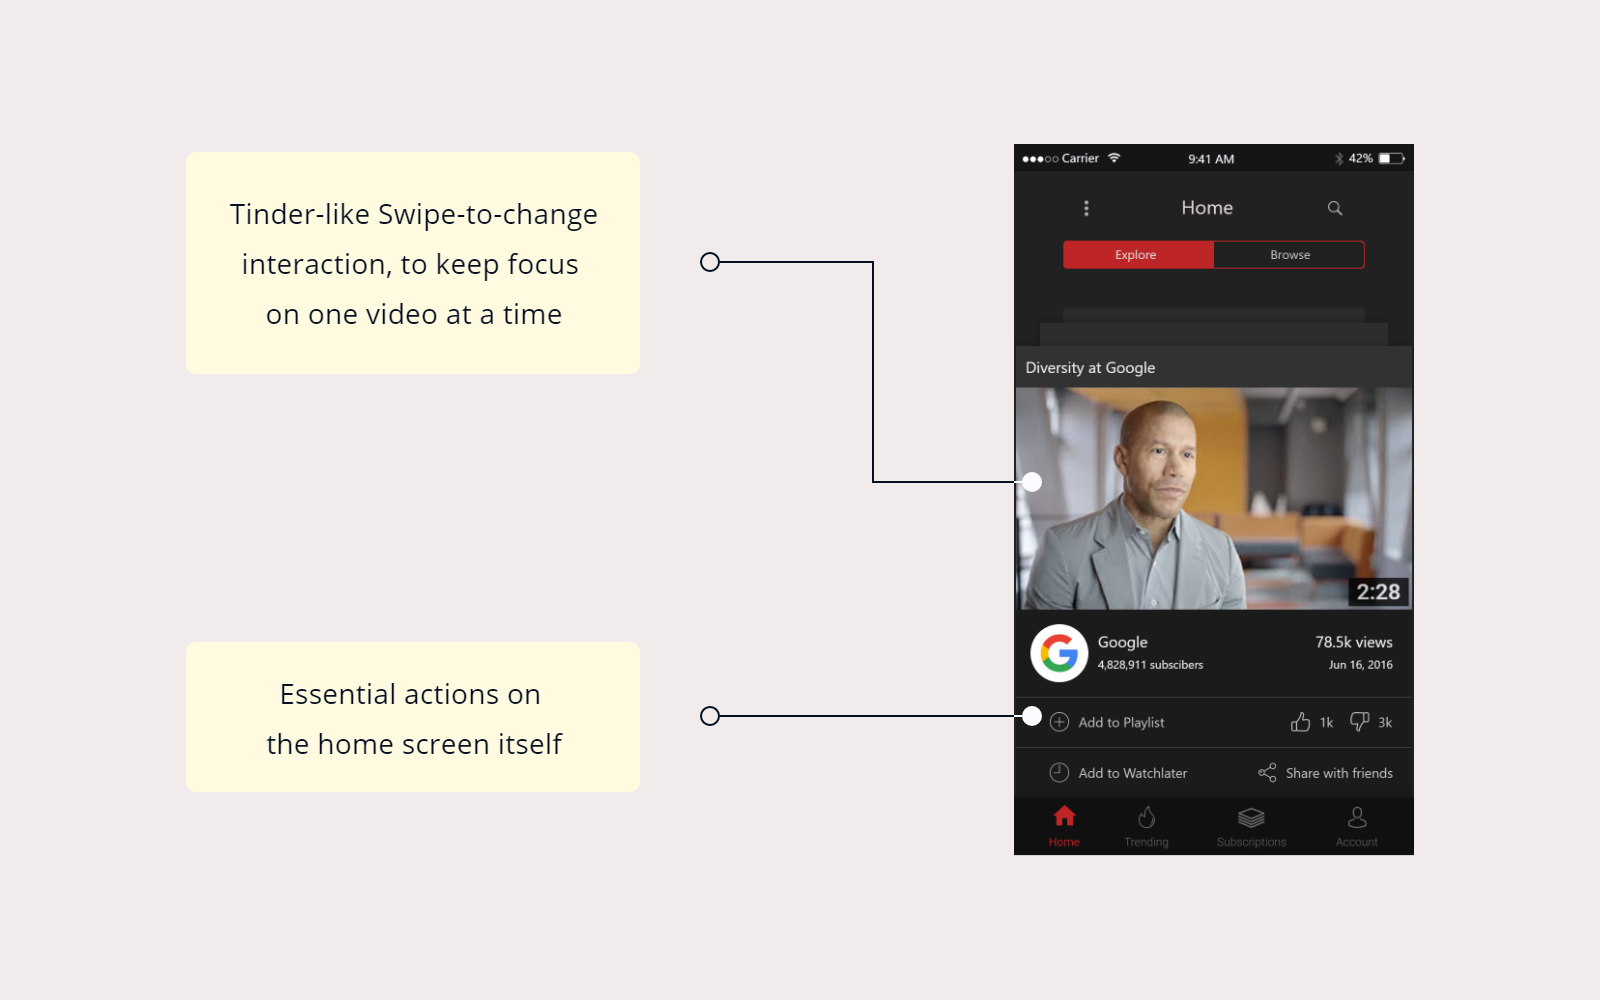 Tinder-like Swipe-to-change
interaction, to keep focus
on one video at a time
Essential actions on
the home screen itself
Carrier 9:41 AM 42%
Home
Explore Browse
Diversity at Google
2:28
Google 78.5k views
4,828,911 subscibers Jun 16, 2016
Add to Playlist 1k 3k
Add to Watchlater Share with friends
Home Trending Subscriptions Account